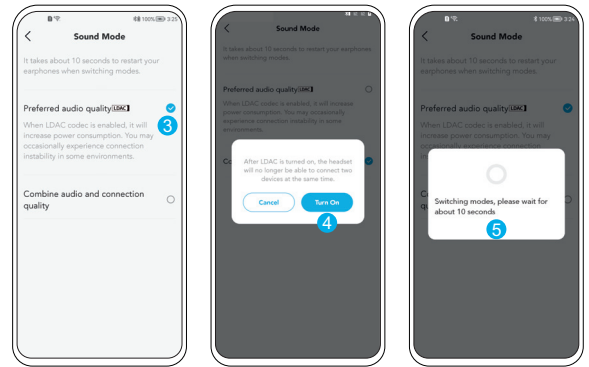 100% 3:25
Sound Mode
It takes about 10 seconds to restart your
earphones when switching modes.
Preferred audio quality LDAC
When LDAC codec is enabled, it will
increase power consumption. You may
occasionally experience connection
instability in some environments.
3
Combine audio and connection
quality
Sound Mode
It takes about 10 seconds to restart your earphones
when switching modes.
Preferred audio quality LDAC
When LDAC codec is enabled, it will increase
power consumption. You may occasionally
experience connection instability in some
environments.
Co
After LDAC is turned on, the headset
will no longer be able to connect two
devices at the same time.
Cancel
Turn On
4
100% 3:24
Sound Mode
It takes about 10 seconds to restart your
earphones when switching modes.
Preferred audio quality LDAC
When LDAC codec is enabled, it will
increase power consumption. You may
occasionally experience connection
in
Switching modes, please wait for
about 10 seconds
5